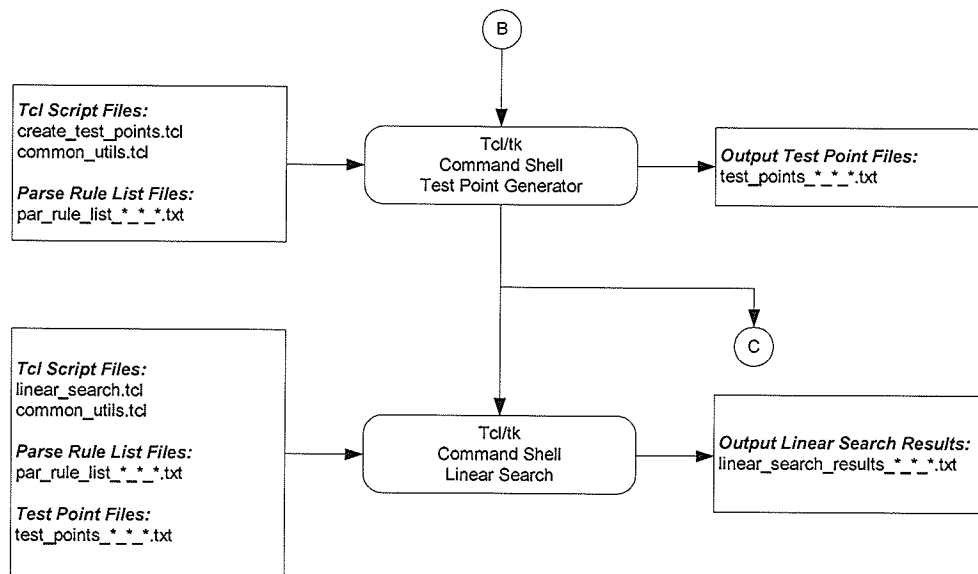 B
Tcl Script Files:
create_test_points.tcl
common_utils.tcl
Parse Rule List Files:
par_rule_list_*_*_*.txt
Tcl/tk
Command Shell
Test Point Generator
Output Test Point Files:
test_points_*_*_*.txt
C
Tcl Script Files:
linear_search.tcl
common_utils.tcl
Parse Rule List Files:
par_rule_list_*_*_*.txt
Test Point Files:
test_points_*_*_*.txt
Tcl/tk
Command Shell
Linear Search
Output Linear Search Results:
linear_search_results_*_*_*.txt